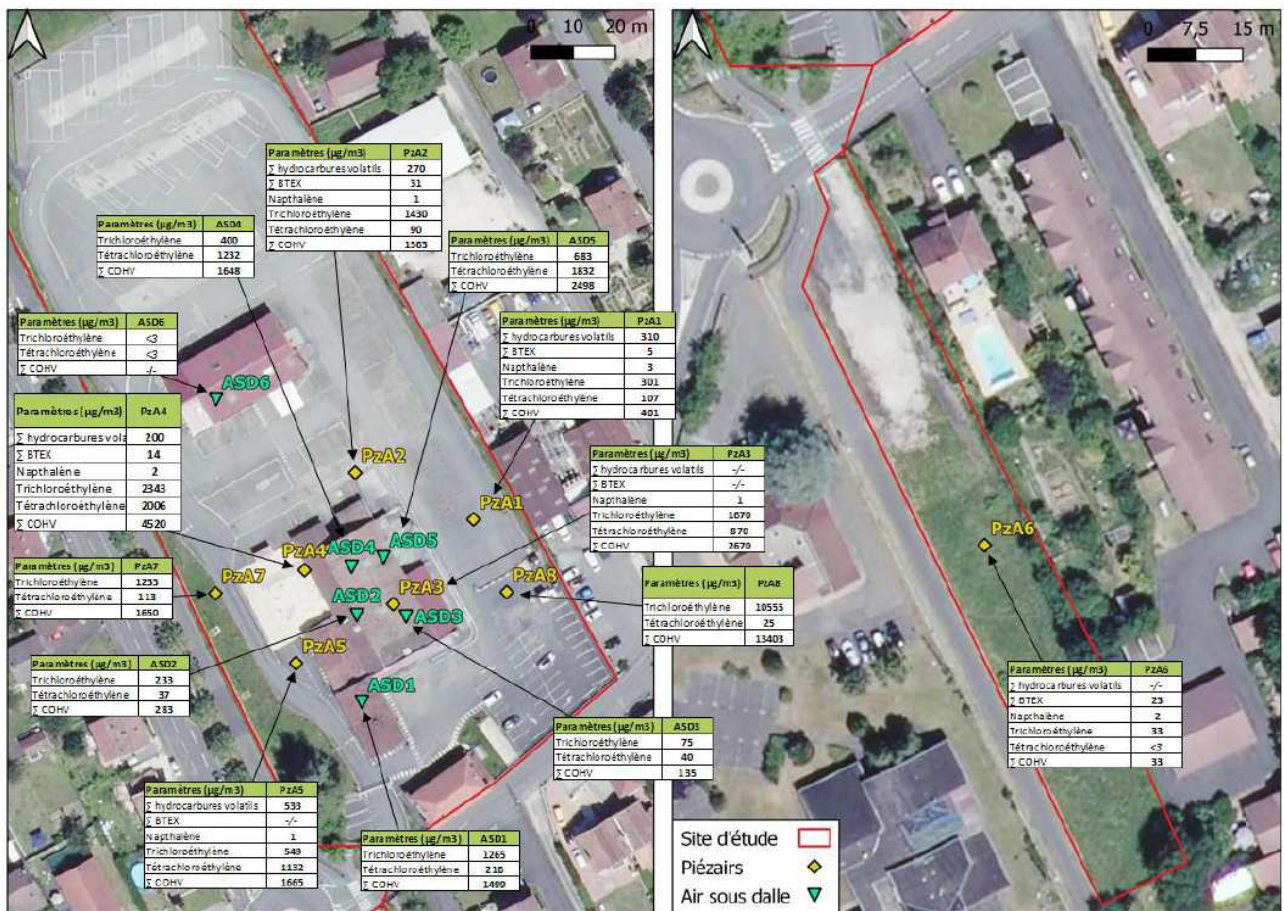 0 10 20 m
0 7,5 15 m
Paramètres (µg/m3) PzA2
∑ hydrocarbures volatils 270
∑ BTEX 31
Napthalène 1
Trichloroéthylène 1430
Tétrachloroéthylène 90
∑ COHV 1563
Paramètres (µg/m3) ASD4
Trichloroéthylène 400
Tétrachloroéthylène 1232
∑ COHV 1648
Paramètres (µg/m3) ASD5
Trichloroéthylène 683
Tétrachloroéthylène 1832
∑ COHV 2498
Paramètres (µg/m3) ASD6
Trichloroéthylène <3
Tétrachloroéthylène <3
∑ COHV -/-
Paramètres (µg/m3) PzA1
∑ hydrocarbures volatils 310
∑ BTEX 5
Napthalène 3
Trichloroéthylène 301
Tétrachloroéthylène 107
∑ COHV 401
Paramètres (µg/m3) PzA4
∑ hydrocarbures vola 200
∑ BTEX 14
Napthalène 2
Trichloroéthylène 2343
Tétrachloroéthylène 2006
∑ COHV 4520
Paramètres (µg/m3) PzA3
∑ hydrocarbures volatils -/-
∑ BTEX -/-
Napthalène 1
Trichloroéthylène 1679
Tétrachloroéthylène 870
∑ COHV 2679
Paramètres (µg/m3) PzA7
Trichloroéthylène 1253
Tétrachloroéthylène 113
∑ COHV 1650
Paramètres (µg/m3) PzA8
Trichloroéthylène 10555
Tétrachloroéthylène 25
∑ COHV 13403
Paramètres (µg/m3) ASD2
Trichloroéthylène 233
Tétrachloroéthylène 37
∑ COHV 283
Paramètres (µg/m3) ASD3
Trichloroéthylène 75
Tétrachloroéthylène 40
∑ COHV 135
Paramètres (µg/m3) PzA5
∑ hydrocarbures volatils 533
∑ BTEX -/-
Napthalène 1
Trichloroéthylène 549
Tétrachloroéthylène 1132
∑ COHV 1665
Paramètres (µg/m3) ASD1
Trichloroéthylène 1265
Tétrachloroéthylène 216
∑ COHV 1499
Paramètres (µg/m3) PzA6
∑ hydrocarbures volatils -/-
∑ BTEX 23
Napthalène 2
Trichloroéthylène 33
Tétrachloroéthylène <3
∑ COHV 33
ASD6
PzA2
PzA1
PzA4
ASD4
ASD5
PzA7
PzA3
PzA8
ASD2
ASD3
PzA5
ASD1
PzA6
Site d'étude
Piézairs
Air sous dalle